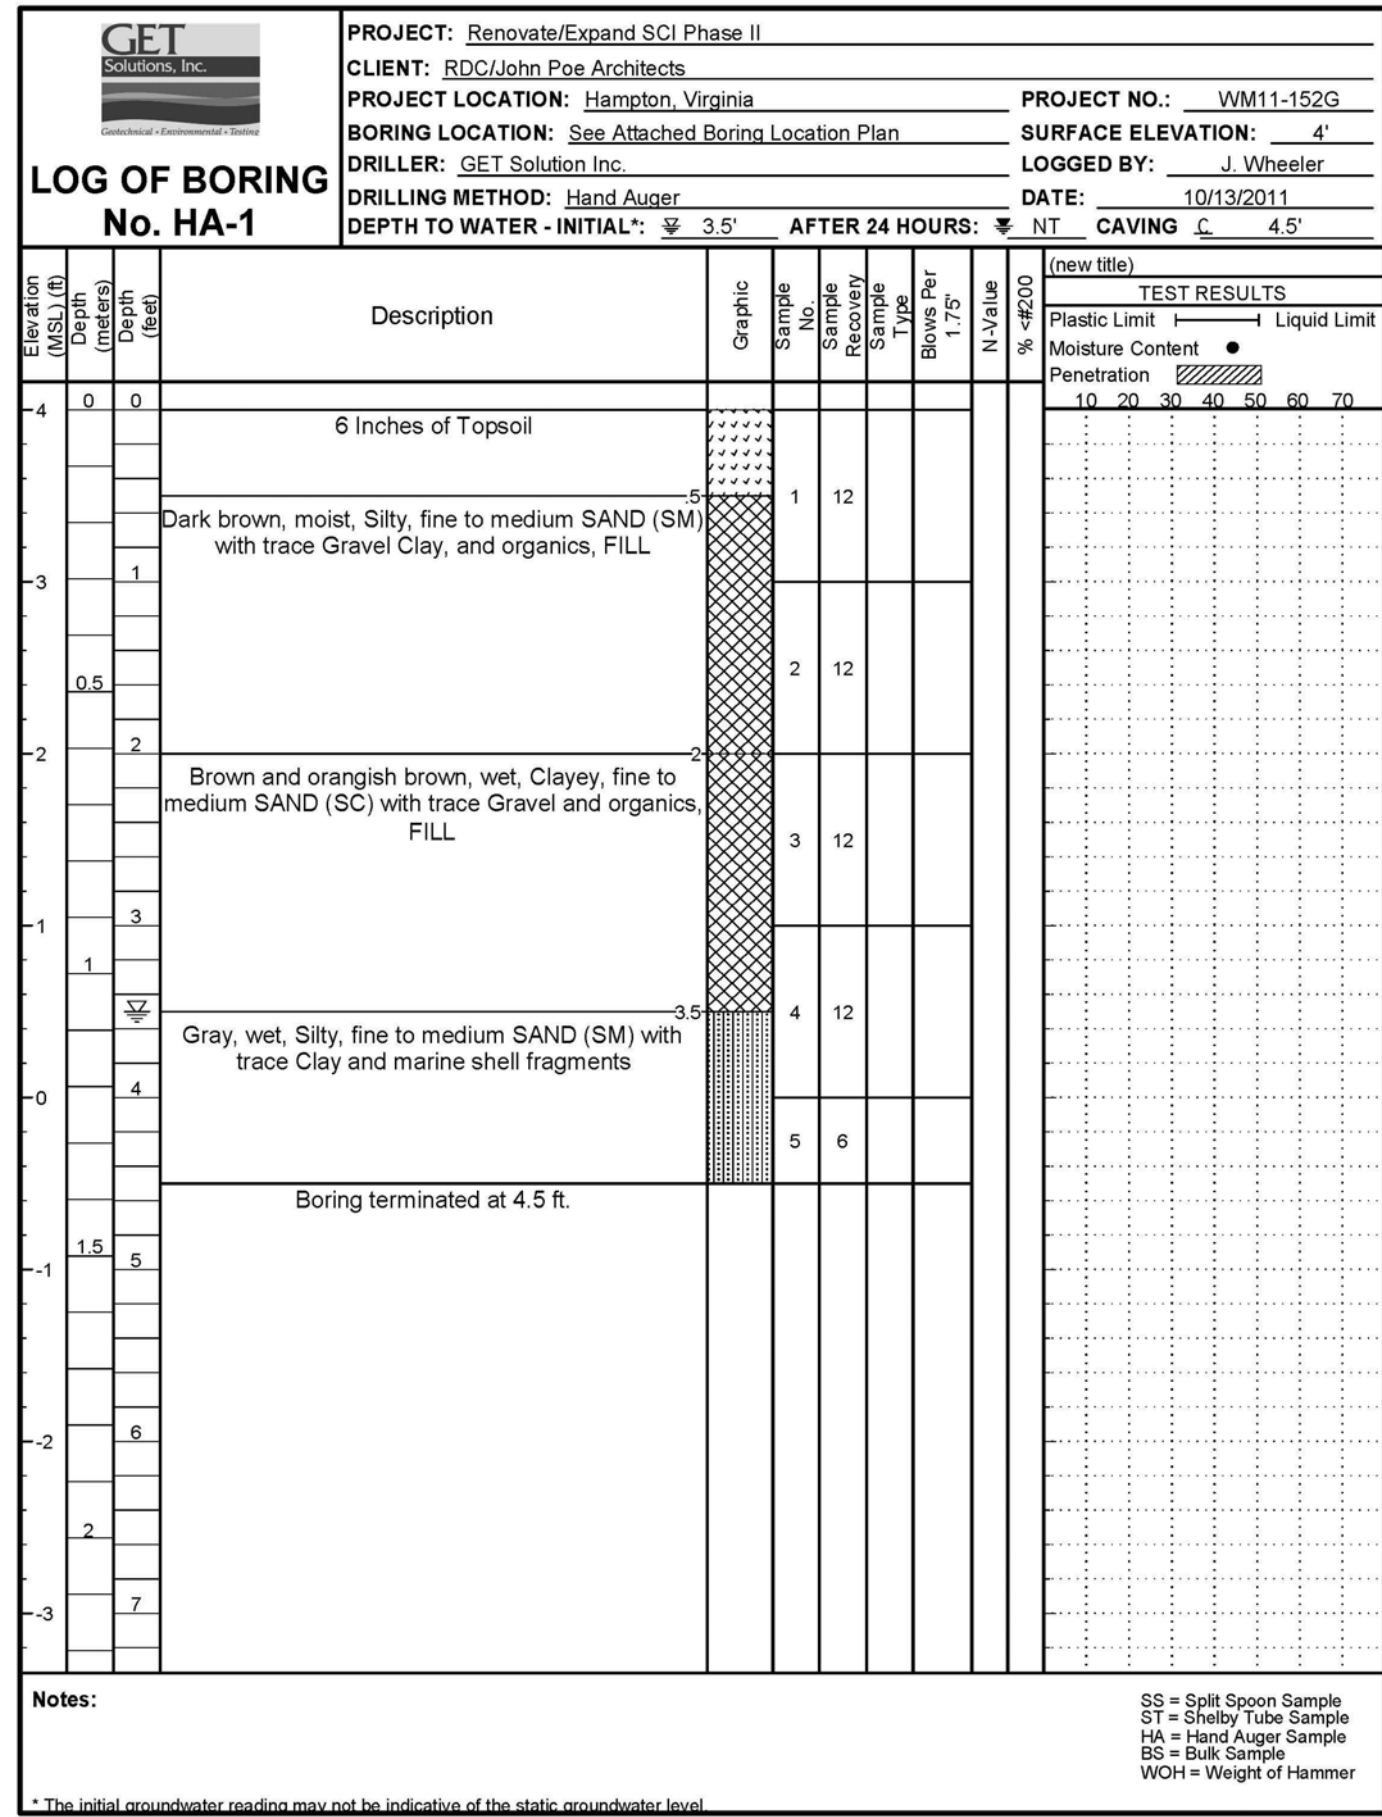 GET
Solutions, Inc.
Geotechnical • Environmental • Testing
LOG OF BORING
No. HA-1
PROJECT: Renovate/Expand SCI Phase II
CLIENT: RDC/John Poe Architects
PROJECT LOCATION: Hampton, Virginia PROJECT NO.: WM11-152G
BORING LOCATION: See Attached Boring Location Plan SURFACE ELEVATION: 4'
DRILLER: GET Solution Inc. LOGGED BY: J. Wheeler
DRILLING METHOD: Hand Auger DATE: 10/13/2011
DEPTH TO WATER - INITIAL*: 3.5' AFTER 24 HOURS: NT CAVING C 4.5'
Elevation
(MSL) (ft)
Depth
(meters)
Depth
(feet)
Description
Graphic
Sample
No.
Sample
Recovery
Sample
Type
Blows Per
1.75"
N-Value
% <#200
(new title)
TEST RESULTS
Plastic Limit Liquid Limit
Moisture Content
Penetration
10 20 30 40 50 60 70
4 0 0
6 Inches of Topsoil
.5 1 12
Dark brown, moist, Silty, fine to medium SAND (SM)
with trace Gravel Clay, and organics, FILL
3 1
2 12
0.5
2 2 2
Brown and orangish brown, wet, Clayey, fine to
medium SAND (SC) with trace Gravel and organics,
FILL
3 12
1 3
1
3.5 4 12
Gray, wet, Silty, fine to medium SAND (SM) with
trace Clay and marine shell fragments
0 4
5 6
Boring terminated at 4.5 ft.
1.5
-1 5
-2 6
2
-3 7
Notes:
SS = Split Spoon Sample
ST = Shelby Tube Sample
HA = Hand Auger Sample
BS = Bulk Sample
WOH = Weight of Hammer
* The initial groundwater reading may not be indicative of the static groundwater level.